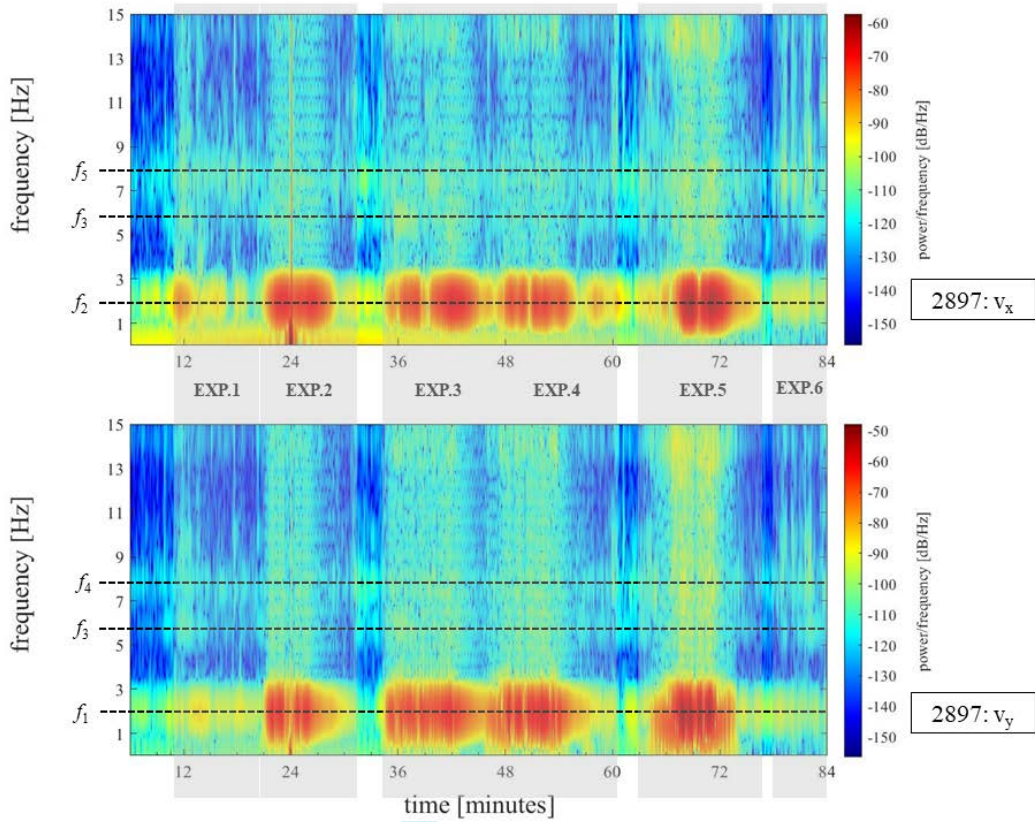 15
13
11
9
7
5
3
1
frequency [Hz]
f5
f3
f2
12
24
36
48
60
72
84
-60
-70
-80
-90
-100
-110
-120
-130
-140
-150
power/frequency [dB/Hz]
2897: vx
EXP.1
EXP.2
EXP.3
EXP.4
EXP.5
EXP.6
15
13
11
9
7
5
3
1
frequency [Hz]
f4
f3
f1
12
24
36
48
60
72
84
time [minutes]
-50
-60
-70
-80
-90
-100
-110
-120
-130
-140
-150
power/frequency [dB/Hz]
2897: vy